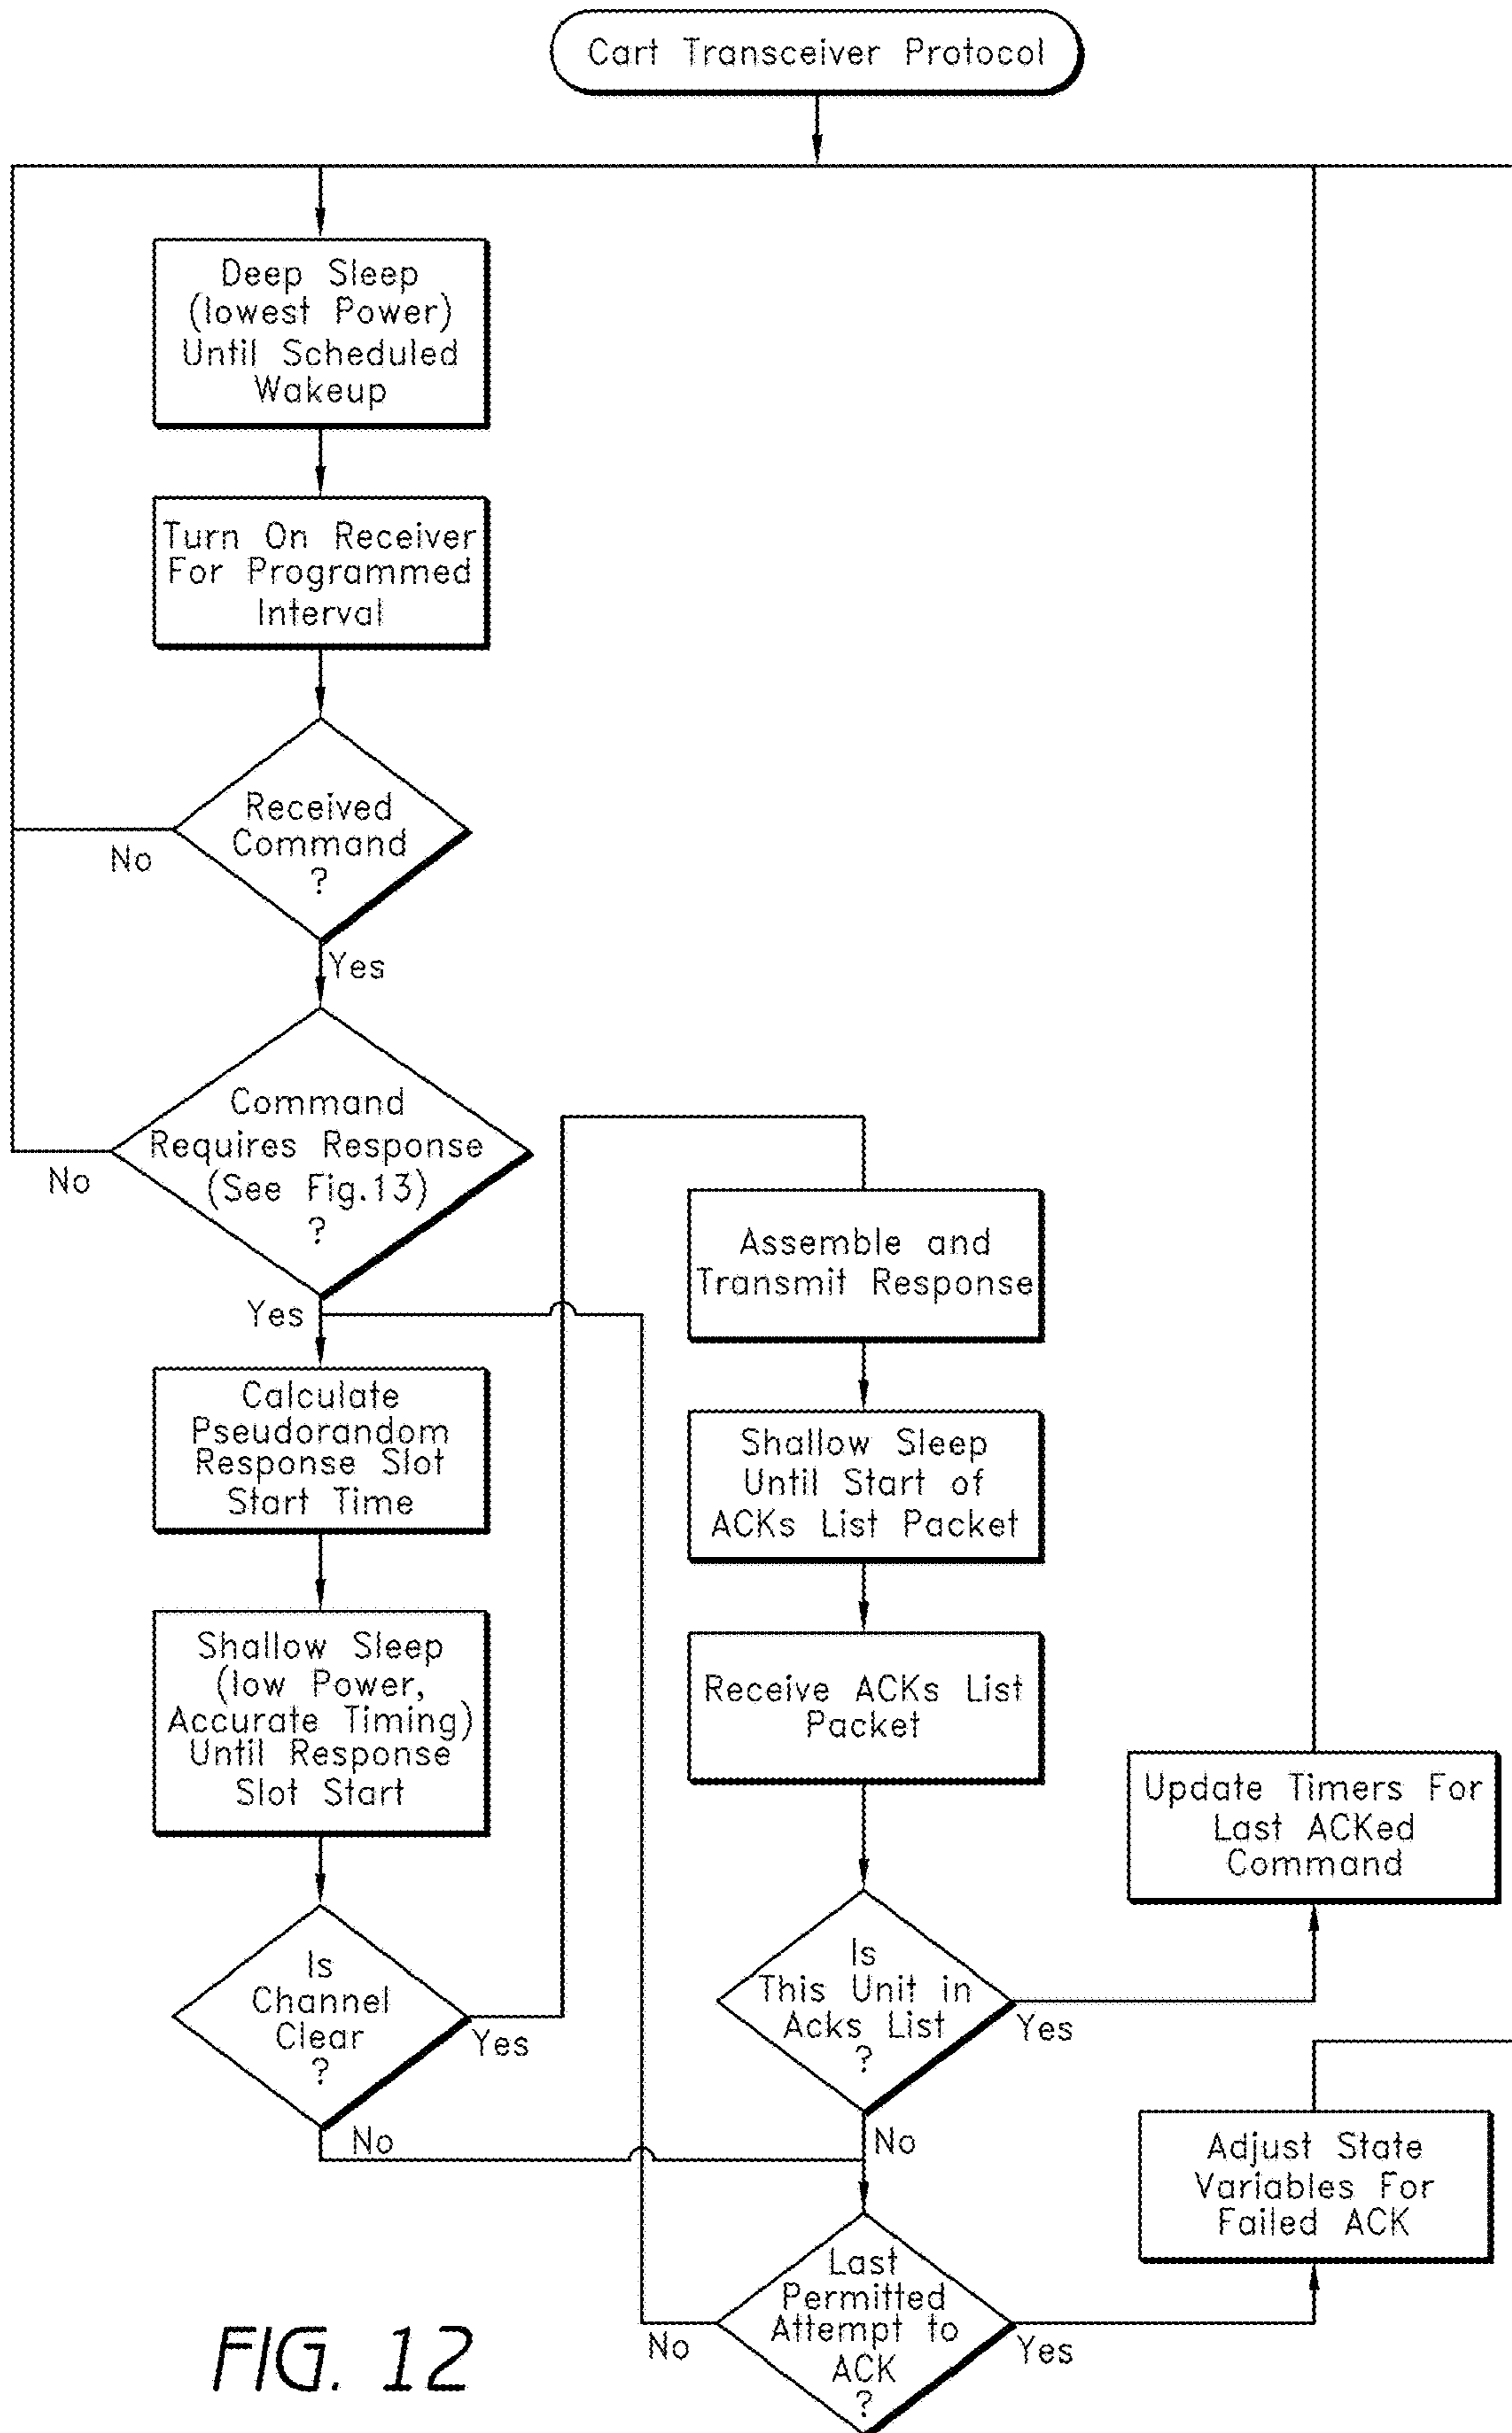 Cart Transceiver Protocol
Deep Sleep
(lowest Power)
Until Scheduled
Wakeup
Turn On Receiver
For Programmed
Interval
Received
Command
?
No
Yes
Command
Requires Response
(See Fig.13)
?
No
Yes
Calculate
Pseudorandom
Response Slot
Start Time
Shallow Sleep
(low Power,
Accurate Timing)
Until Response
Slot Start
Is
Channel
Clear
?
Yes
No
Assemble and
Transmit Response
Shallow Sleep
Until Start of
ACKs List Packet
Receive ACKs List
Packet
Is
This Unit in
Acks List
?
Yes
No
Update Timers For
Last ACKed
Command
Last
Permitted
Attempt to
ACK
?
No
Yes
Adjust State
Variables For
Failed ACK
FIG. 12